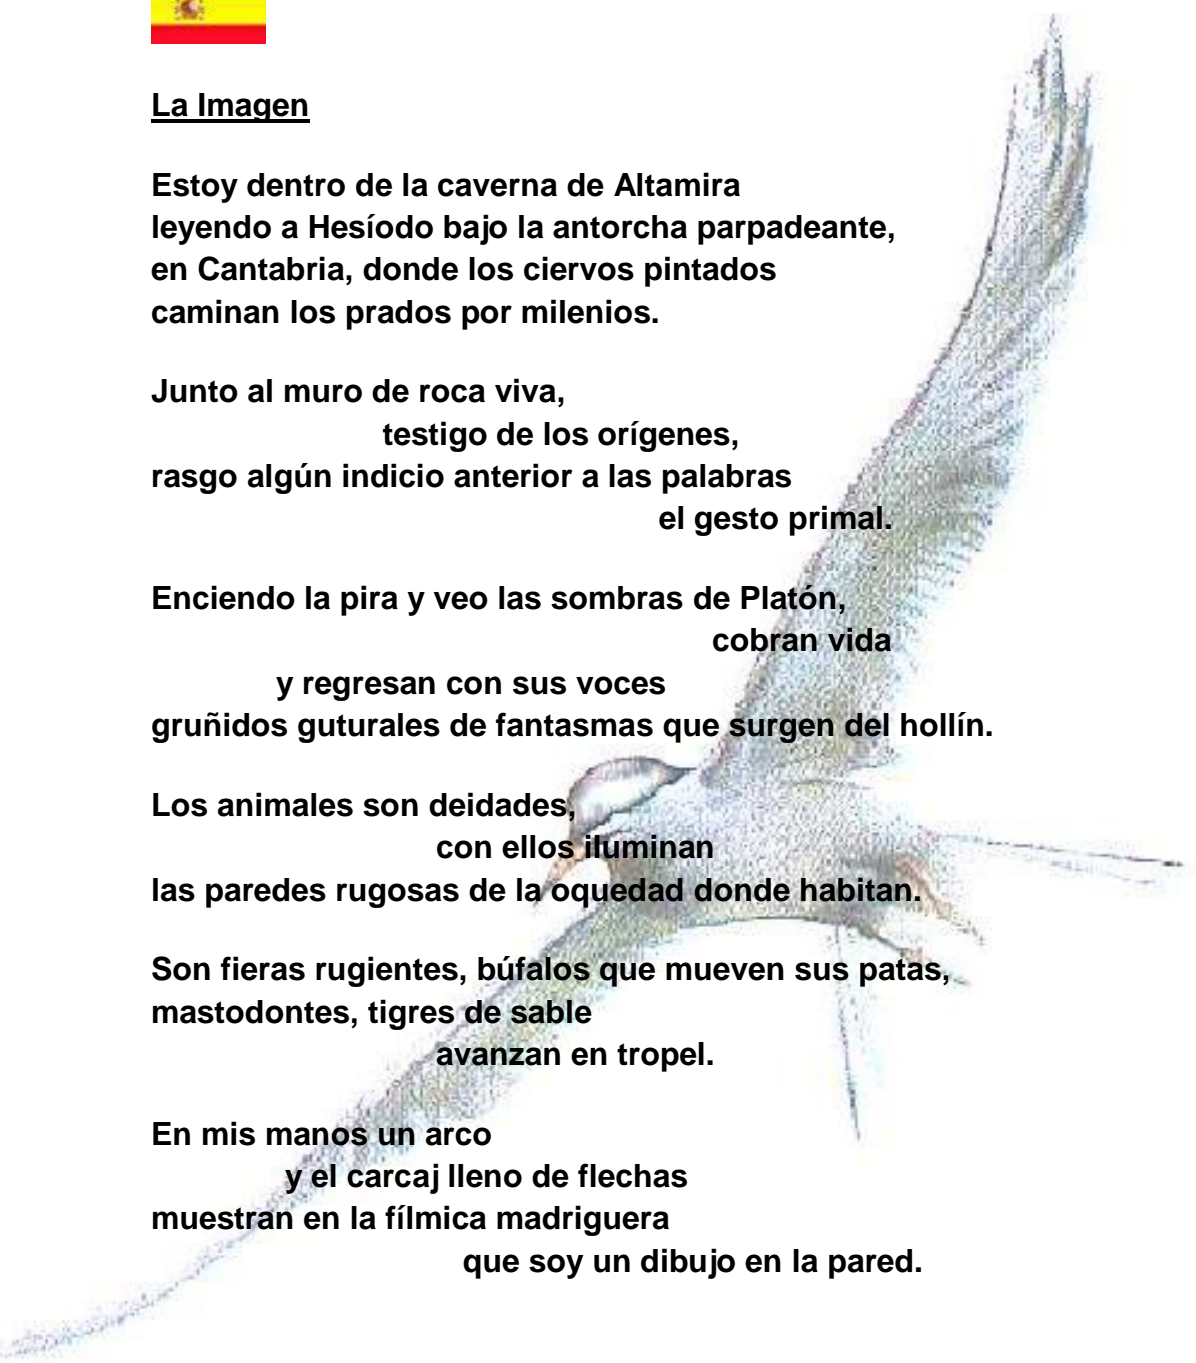 La Imagen
Estoy dentro de la caverna de Altamira
leyendo a Hesíodo bajo la antorcha parpadeante,
en Cantabria, donde los ciervos pintados
caminan los prados por milenios.
Junto al muro de roca viva,
testigo de los orígenes,
rasgo algún indicio anterior a las palabras
el gesto primal.
Enciendo la pira y veo las sombras de Platón,
cobran vida
y regresan con sus voces
gruñidos guturales de fantasmas que surgen del hollín.
Los animales son deidades,
con ellos iluminan
las paredes rugosas de la oquedad donde habitan.
Son fieras rugientes, búfalos que mueven sus patas,
mastodontes, tigres de sable
avanzan en tropel.
En mis manos un arco
y el carcaj lleno de flechas
muestran en la fílmica madriguera
que soy un dibujo en la pared.